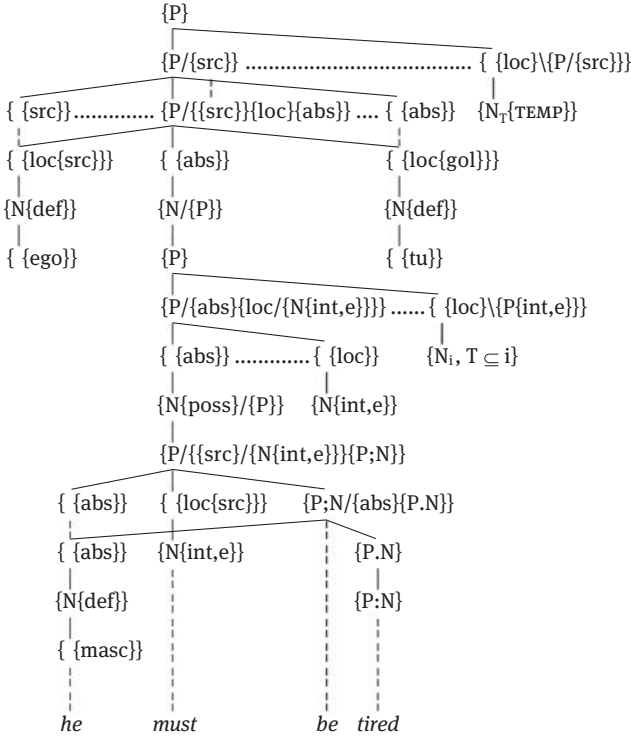 {P}
{P/{src}} ........................................ { {loc}\{P/{src}}}
{ {src}}.............. {P/{{src}}{loc}{abs}} .... { {abs}} {N_T{TEMP}}
{ {loc{src}}} { {abs}} { {loc{gol}}}
{N{def}} {N/{P}} {N{def}}
{ {ego}} {P} { {tu}}
{P/{abs}{loc/{N{int,e}}}} ...... { {loc}\{P{int,e}}}
{ {abs}}.............{ {loc}} {N_i, T ⊆ i}
{N{poss}/{P}} {N{int,e}}
{P/{{src}/{N{int,e}}}{P;N}}
{ {abs}} { {loc{src}}} {P;N/{abs}{P.N}}
{ {abs}} {N{int,e}} {P.N}
{N{def}} {P:N}
{ {masc}}
he must be tired